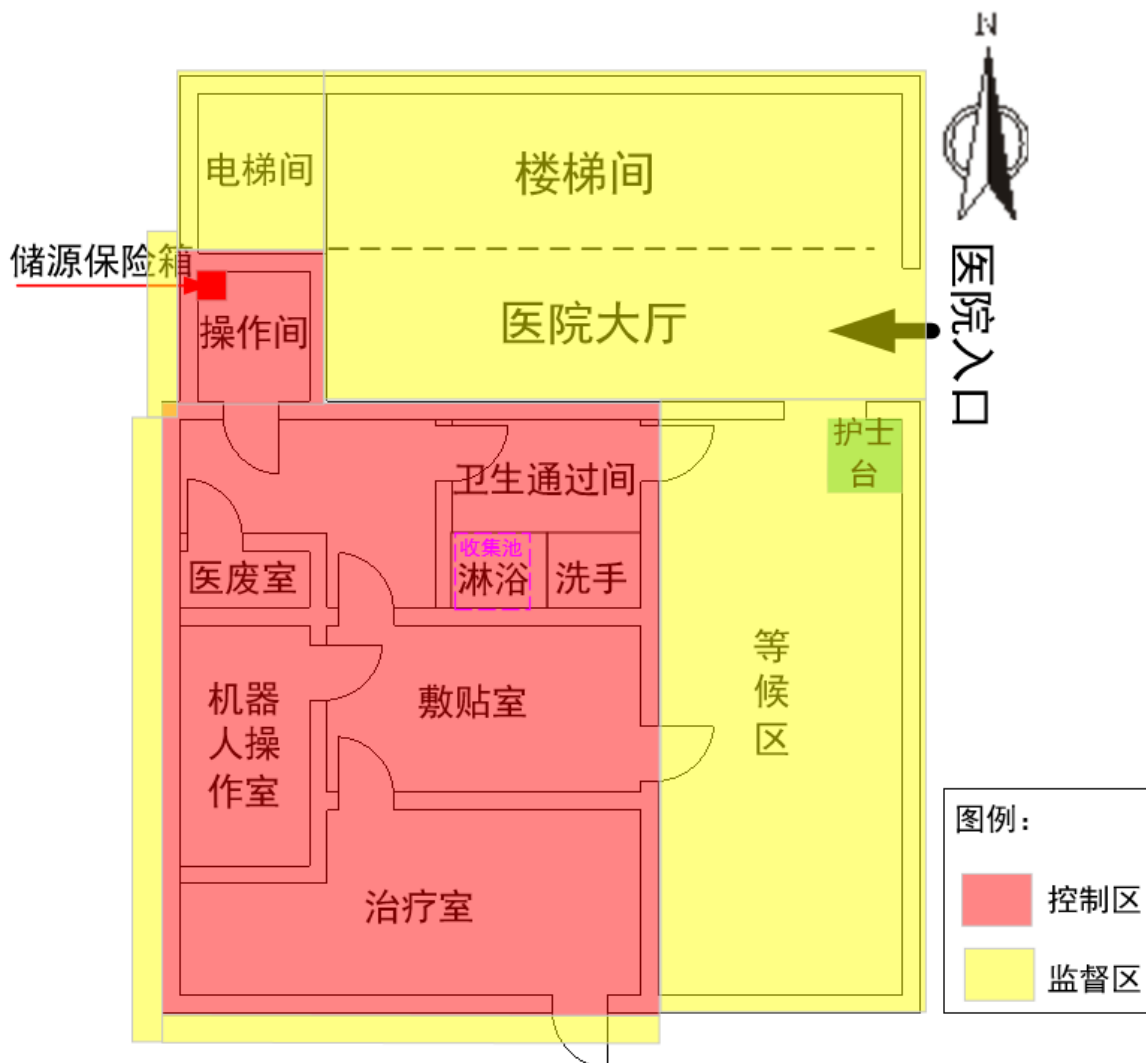 N
电梯间
楼梯间
储源保险箱
操作间
医院大厅
医院入口
护士
台
卫生通过间
收集池
淋浴
洗手
医废室
等
候
区
机器
人操
作室
敷贴室
治疗室
图例：
控制区
监督区